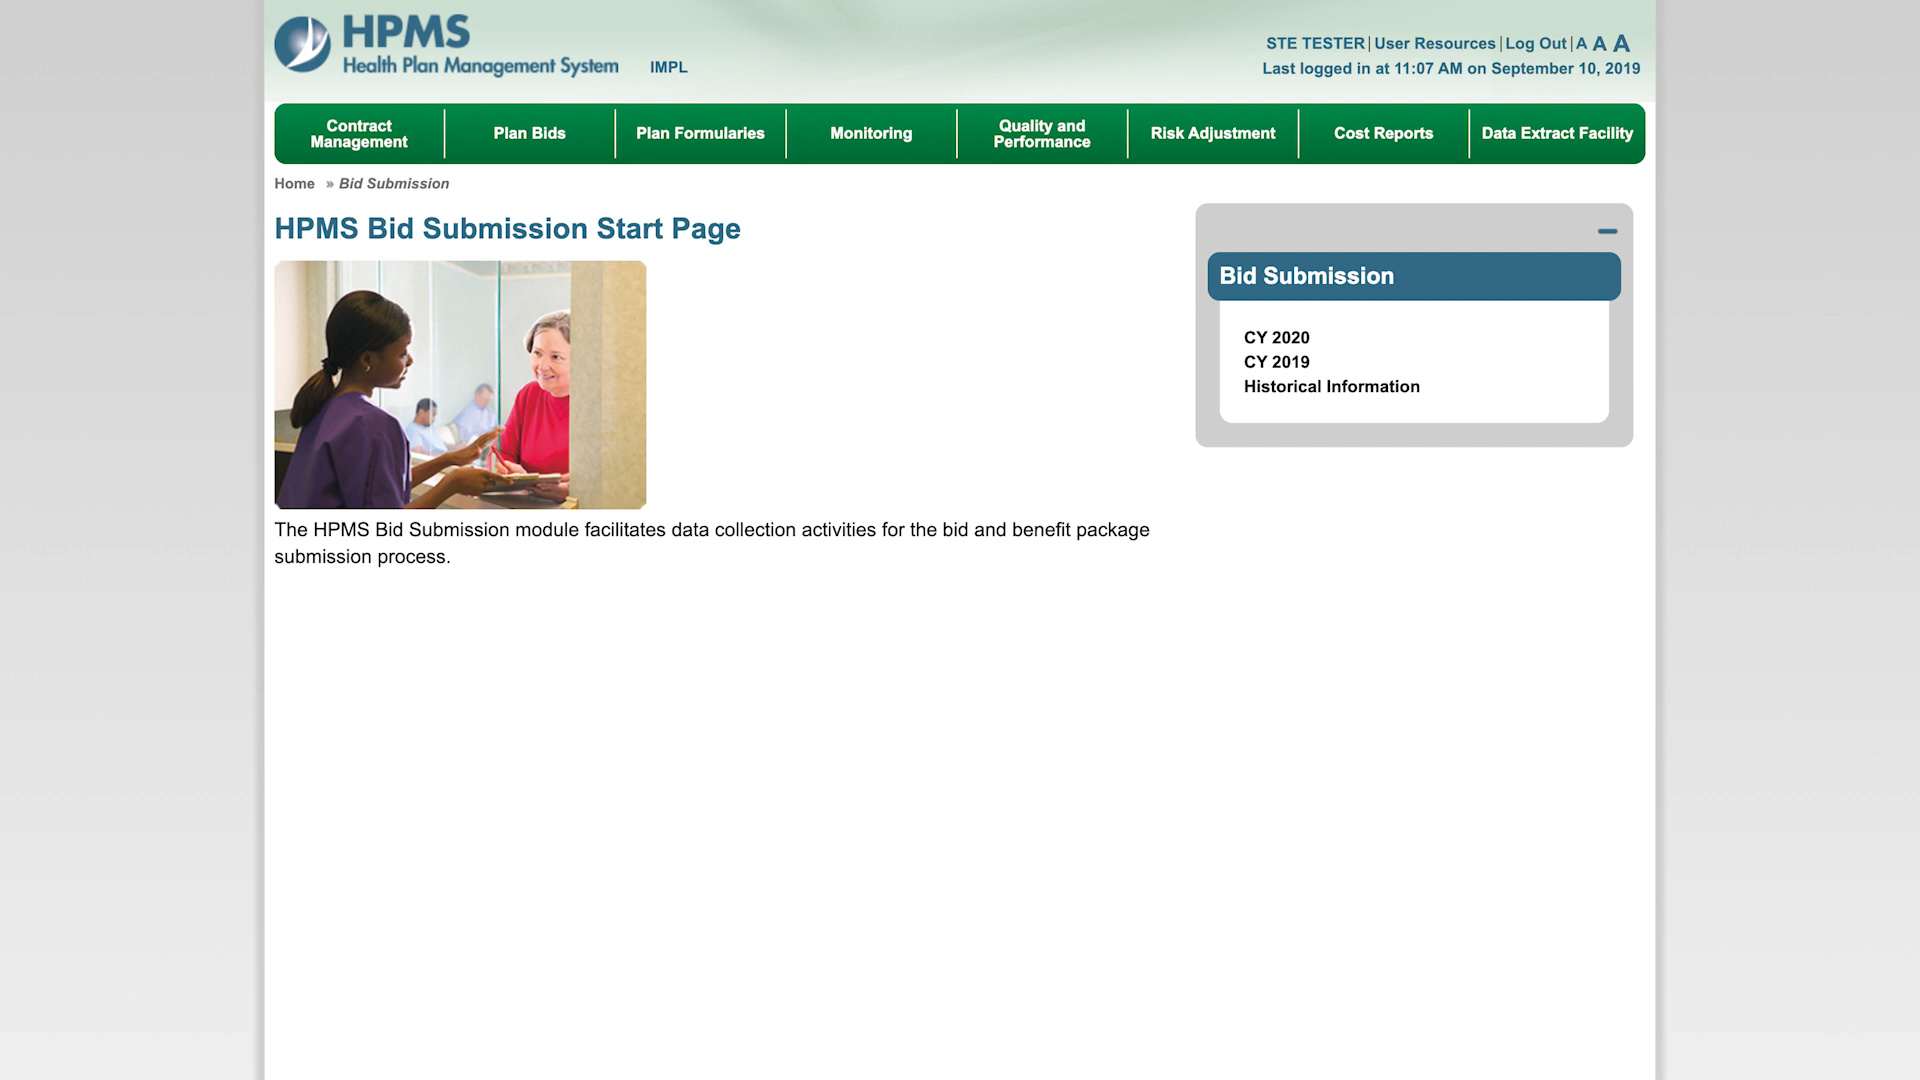 HPMS
Health Plan Management System
IMPL
STE TESTER | User Resources | Log Out | A A A
Last logged in at 11:07 AM on September 10, 2019
Contract Management
Plan Bids
Plan Formularies
Monitoring
Quality and Performance
Risk Adjustment
Cost Reports
Data Extract Facility
Home » Bid Submission
HPMS Bid Submission Start Page
Bid Submission
CY 2020
CY 2019
Historical Information
The HPMS Bid Submission module facilitates data collection activities for the bid and benefit package
submission process.